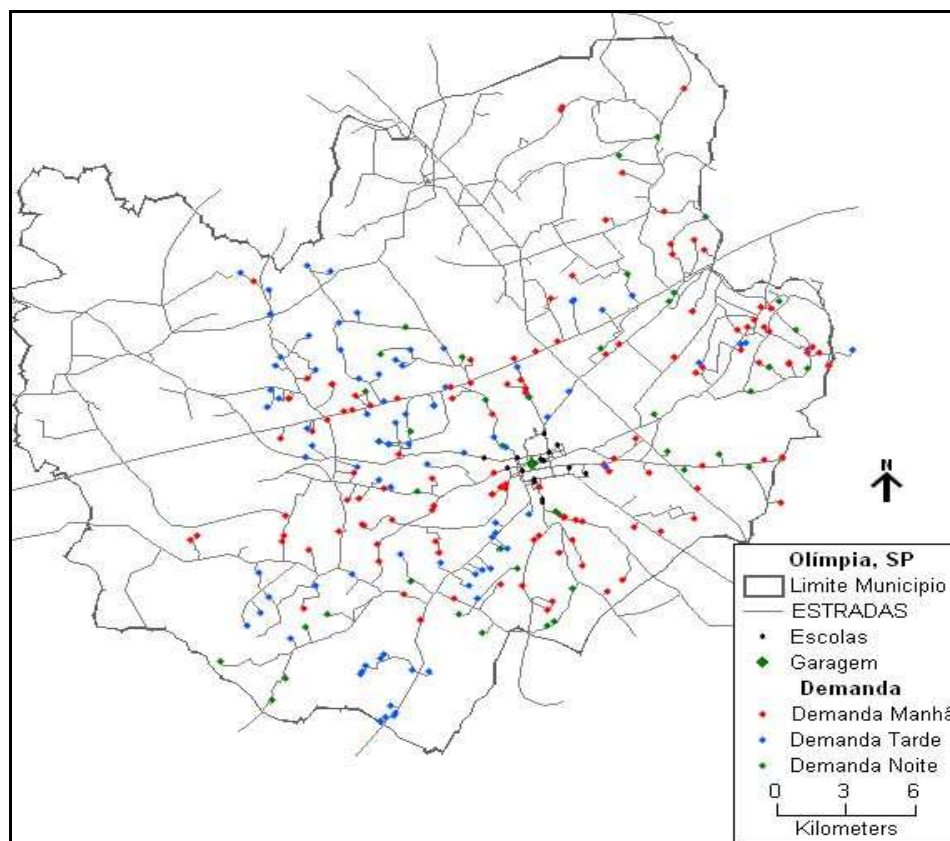 N
Olímpia, SP
Limite Municipio
ESTRADAS
Escolas
Garagem
Demanda
Demanda Manhã
Demanda Tarde
Demanda Noite
0 3 6
Kilometers